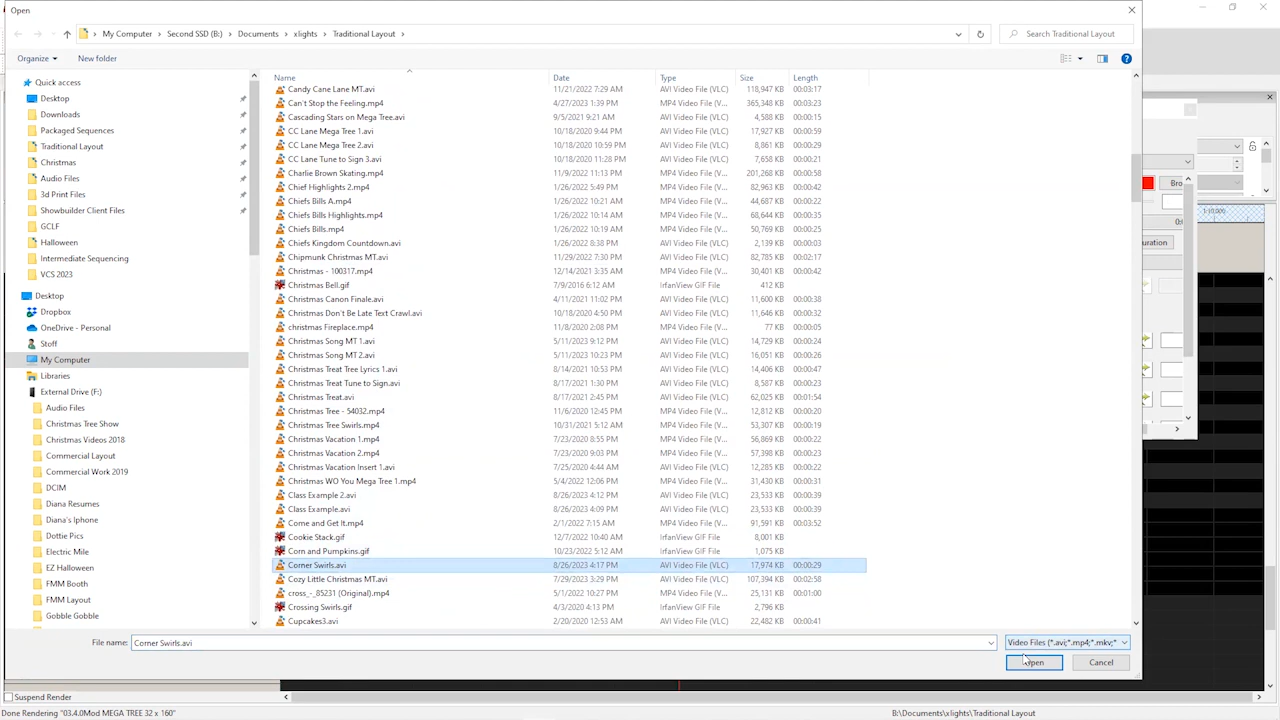 Open
My Computer › Second SSD (B:) › Documents › xlights › Traditional Layout ›
Search Traditional Layout
Organize
New folder
Name Date Type Size Length
Quick access
Desktop
Downloads
Packaged Sequences
Traditional Layout
Christmas
Audio Files
3d Print Files
Showbuilder Client Files
GCLF
Halloween
Intermediate Sequencing
VCS 2023
Desktop
Dropbox
OneDrive - Personal
Stoff
My Computer
Libraries
External Drive (F:)
Audio Files
Christmas Tree Show
Christmas Videos 2018
Commercial Layout
Commercial Work 2019
DCIM
Diana Resumes
Diana's Iphone
Dottie Pics
Electric Mile
EZ Halloween
FMM Booth
FMM Layout
Gobble Gobble
Candy Cane Lane MT.avi 11/21/2022 7:29 AM AVI Video File (VLC) 118,947 KB 00:03:17
Can't Stop the Feeling.mp4 4/27/2023 1:39 PM MP4 Video File (V... 365,348 KB 00:03:23
Cascading Stars on Mega Tree.avi 9/5/2021 9:21 AM AVI Video File (VLC) 4,588 KB 00:00:15
CC Lane Mega Tree 1.avi 10/18/2020 9:44 PM AVI Video File (VLC) 17,927 KB 00:00:59
CC Lane Mega Tree 2.avi 10/18/2020 10:59 PM AVI Video File (VLC) 8,861 KB 00:00:29
CC Lane Tune to Sign 3.avi 10/18/2020 11:28 PM AVI Video File (VLC) 7,658 KB 00:00:21
Charlie Brown Skating.mp4 11/9/2022 11:13 PM MP4 Video File (V... 201,268 KB 00:00:58
Chief Highlights 2.mp4 1/26/2022 5:49 PM MP4 Video File (V... 82,963 KB 00:00:42
Chiefs Bills A.mp4 1/26/2022 10:21 AM MP4 Video File (V... 44,687 KB 00:00:22
Chiefs Bills Highlights.mp4 1/26/2022 10:14 AM MP4 Video File (V... 68,644 KB 00:00:35
Chiefs Bills.mp4 1/26/2022 10:19 AM MP4 Video File (V... 50,769 KB 00:00:25
Chiefs Kingdom Countdown.avi 1/26/2022 8:38 PM AVI Video File (VLC) 2,139 KB 00:00:03
Chipmunk Christmas MT.avi 11/29/2022 7:30 PM AVI Video File (VLC) 82,785 KB 00:02:17
Christmas - 100317.mp4 12/14/2021 3:35 AM MP4 Video File (V... 30,401 KB 00:00:42
Christmas Bell.gif 7/9/2016 6:12 AM IrfanView GIF File 412 KB
Christmas Canon Finale.avi 4/11/2021 11:02 PM AVI Video File (VLC) 11,600 KB 00:00:38
Christmas Don't Be Late Text Crawl.avi 10/18/2020 4:50 PM AVI Video File (VLC) 11,646 KB 00:00:32
christmas Fireplace.mp4 11/8/2020 2:08 PM MP4 Video File (V... 77 KB 00:00:05
Christmas Song MT 1.avi 5/11/2023 9:12 PM AVI Video File (VLC) 14,729 KB 00:00:24
Christmas Song MT 2.avi 5/11/2023 10:23 PM AVI Video File (VLC) 16,051 KB 00:00:26
Christmas Treat Tree Lyrics 1.avi 8/14/2021 10:53 PM AVI Video File (VLC) 14,406 KB 00:00:47
Christmas Treat Tune to Sign.avi 8/17/2021 1:30 PM AVI Video File (VLC) 8,587 KB 00:00:23
Christmas Treat.avi 8/17/2021 2:45 PM AVI Video File (VLC) 62,025 KB 00:01:54
Christmas Tree - 54032.mp4 11/6/2020 12:45 PM MP4 Video File (V... 12,812 KB 00:00:20
Christmas Tree Swirls.mp4 10/31/2021 5:12 AM MP4 Video File (V... 53,307 KB 00:00:19
Christmas Vacation 1.mp4 7/23/2020 8:55 PM MP4 Video File (V... 56,869 KB 00:00:22
Christmas Vacation 2.mp4 7/23/2020 9:03 PM MP4 Video File (V... 57,398 KB 00:00:23
Christmas Vacation Insert 1.avi 7/25/2020 4:44 AM AVI Video File (VLC) 12,285 KB 00:00:22
Christmas WO You Mega Tree 1.mp4 5/4/2022 12:06 PM MP4 Video File (V... 31,430 KB 00:00:31
Class Example 2.avi 8/26/2023 4:12 PM AVI Video File (VLC) 23,533 KB 00:00:39
Class Example.avi 8/26/2023 4:09 PM AVI Video File (VLC) 23,533 KB 00:00:39
Come and Get It.mp4 2/1/2022 7:15 AM MP4 Video File (V... 91,591 KB 00:03:52
Cookie Stack.gif 12/7/2022 10:40 AM IrfanView GIF File 8,001 KB
Corn and Pumpkins.gif 10/23/2022 5:12 AM IrfanView GIF File 1,075 KB
Corner Swirls.avi 8/26/2023 4:17 PM AVI Video File (VLC) 17,974 KB 00:00:29
Cozy Little Christmas MT.avi 7/29/2023 3:29 PM AVI Video File (VLC) 107,394 KB 00:02:58
cross_-_85231 (Original).mp4 5/1/2022 10:27 PM MP4 Video File (V... 25,131 KB 00:01:00
Crossing Swirls.gif 4/3/2020 4:13 PM IrfanView GIF File 2,796 KB
Cupcakes3.avi 2/20/2020 12:53 AM AVI Video File (VLC) 22,482 KB 00:00:41
Bro
1:10.000
0:
uration
File name: Corner Swirls.avi
Video Files (*.avi;*.mp4;*.mkv;*
Open
Cancel
Suspend Render
Done Rendering "03.4.0Mod MEGA TREE 32 x 160"
B:\Documents\xlights\Traditional Layout